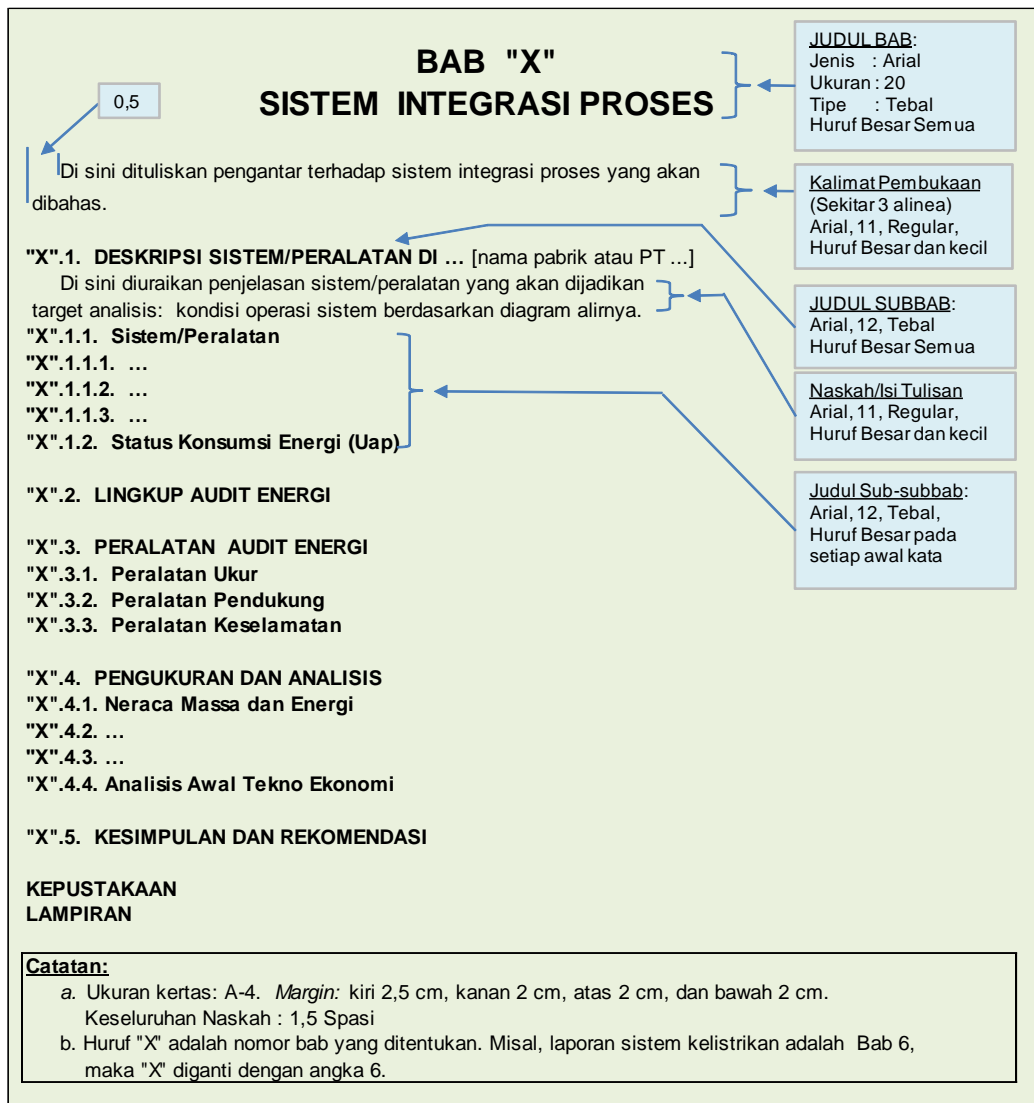 BAB "X"
SISTEM INTEGRASI PROSES
0,5
JUDUL BAB:
Jenis : Arial
Ukuran : 20
Tipe : Tebal
Huruf Besar Semua
Di sini dituliskan pengantar terhadap sistem integrasi proses yang akan
dibahas.
Kalimat Pembukaan
(Sekitar 3 alinea)
Arial, 11, Regular,
Huruf Besar dan kecil
"X".1. DESKRIPSI SISTEM/PERALATAN DI … [nama pabrik atau PT …]
Di sini diuraikan penjelasan sistem/peralatan yang akan dijadikan
target analisis: kondisi operasi sistem berdasarkan diagram alirnya.
JUDUL SUBBAB:
Arial, 12, Tebal
Huruf Besar Semua
"X".1.1. Sistem/Peralatan
"X".1.1.1. …
"X".1.1.2. …
"X".1.1.3. …
"X".1.2. Status Konsumsi Energi (Uap)
Naskah/Isi Tulisan
Arial, 11, Regular,
Huruf Besar dan kecil
Judul Sub-subbab:
Arial, 12, Tebal,
Huruf Besar pada
setiap awal kata
"X".2. LINGKUP AUDIT ENERGI
"X".3. PERALATAN AUDIT ENERGI
"X".3.1. Peralatan Ukur
"X".3.2. Peralatan Pendukung
"X".3.3. Peralatan Keselamatan
"X".4. PENGUKURAN DAN ANALISIS
"X".4.1. Neraca Massa dan Energi
"X".4.2. …
"X".4.3. …
"X".4.4. Analisis Awal Tekno Ekonomi
"X".5. KESIMPULAN DAN REKOMENDASI
KEPUSTAKAAN
LAMPIRAN
Catatan:
a. Ukuran kertas: A-4. Margin: kiri 2,5 cm, kanan 2 cm, atas 2 cm, dan bawah 2 cm.
Keseluruhan Naskah : 1,5 Spasi
b. Huruf "X" adalah nomor bab yang ditentukan. Misal, laporan sistem kelistrikan adalah Bab 6,
maka "X" diganti dengan angka 6.